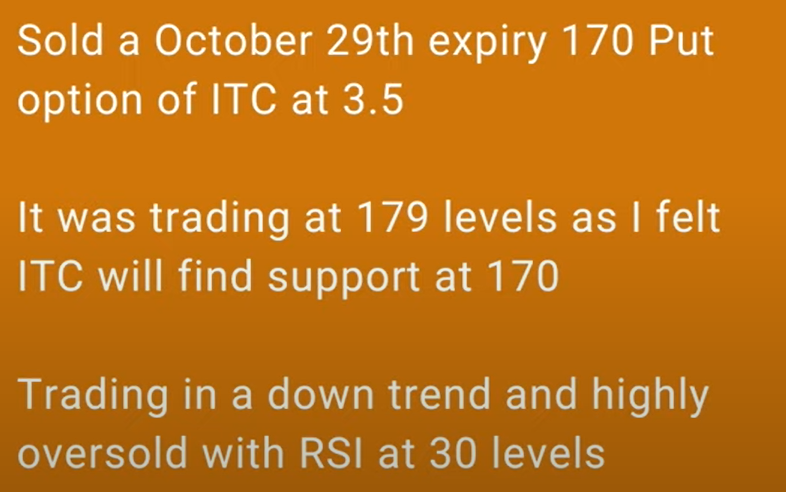 Sold a October 29th expiry 170 Put
option of ITC at 3.5
It was trading at 179 levels as I felt
ITC will find support at 170
Trading in a down trend and highly
oversold with RSI at 30 levels